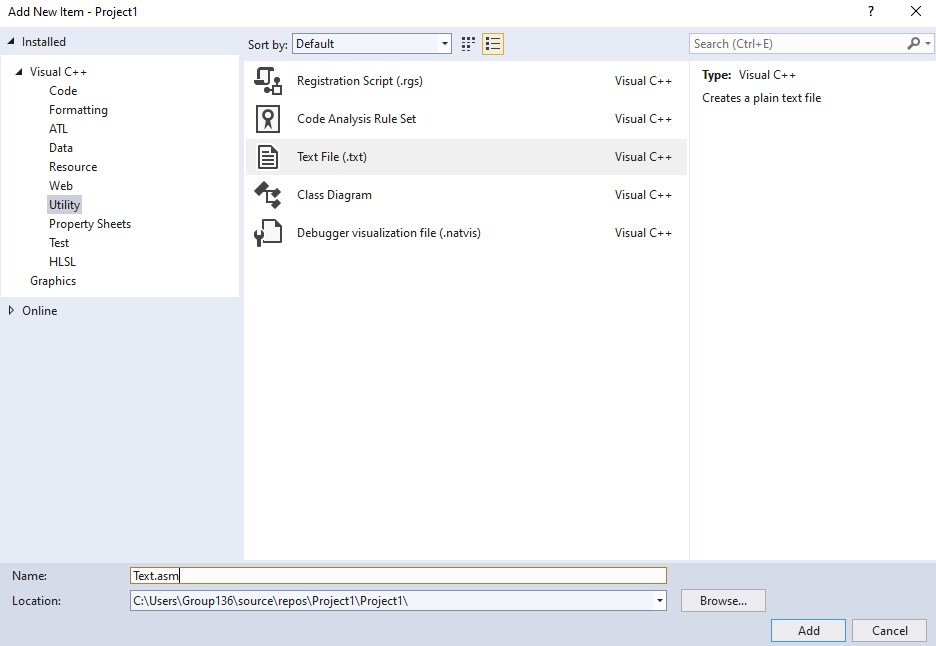 Add New Item - Project1
?
Installed
Visual C++
Code
Formatting
ATL
Data
Resource
Web
Utility
Property Sheets
Test
HLSL
Graphics
Online
Sort by: Default
Registration Script (.rgs) Visual C++
Code Analysis Rule Set Visual C++
Text File (.txt) Visual C++
Class Diagram Visual C++
Debugger visualization file (.natvis) Visual C++
Search (Ctrl+E)
Type: Visual C++
Creates a plain text file
Name: Text.asm
Location: C:\Users\Group136\source\repos\Project1\Project1\
Browse...
Add Cancel